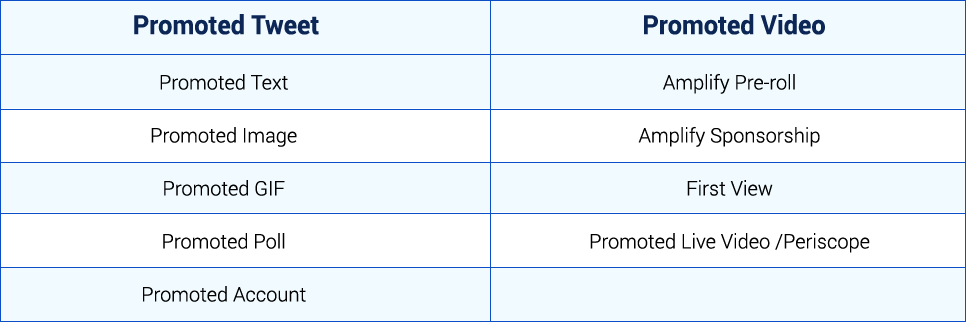 Promoted Tweet Promoted Video
Promoted Text Amplify Pre-roll
Promoted Image Amplify Sponsorship
Promoted GIF First View
Promoted Poll Promoted Live Video /Periscope
Promoted Account